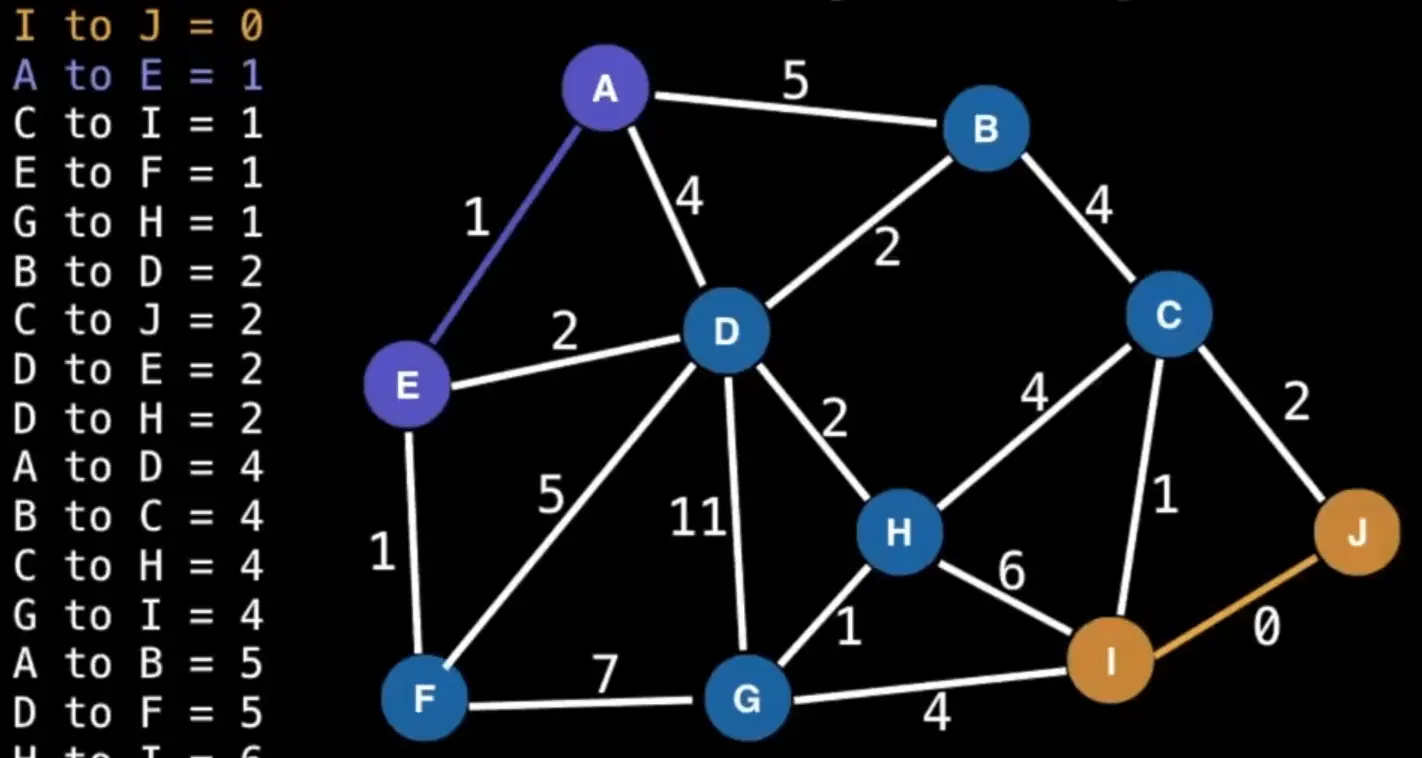 I to J = 0
A to E = 1
C to I = 1
E to F = 1
G to H = 1
B to D = 2
C to J = 2
D to E = 2
D to H = 2
A to D = 4
B to C = 4
C to H = 4
G to I = 4
A to B = 5
D to F = 5
H to I = 6
A
5
B
1
4
2
4
D
C
2
E
2
4
2
5
11
1
H
J
1
6
0
1
I
7
F
G
4